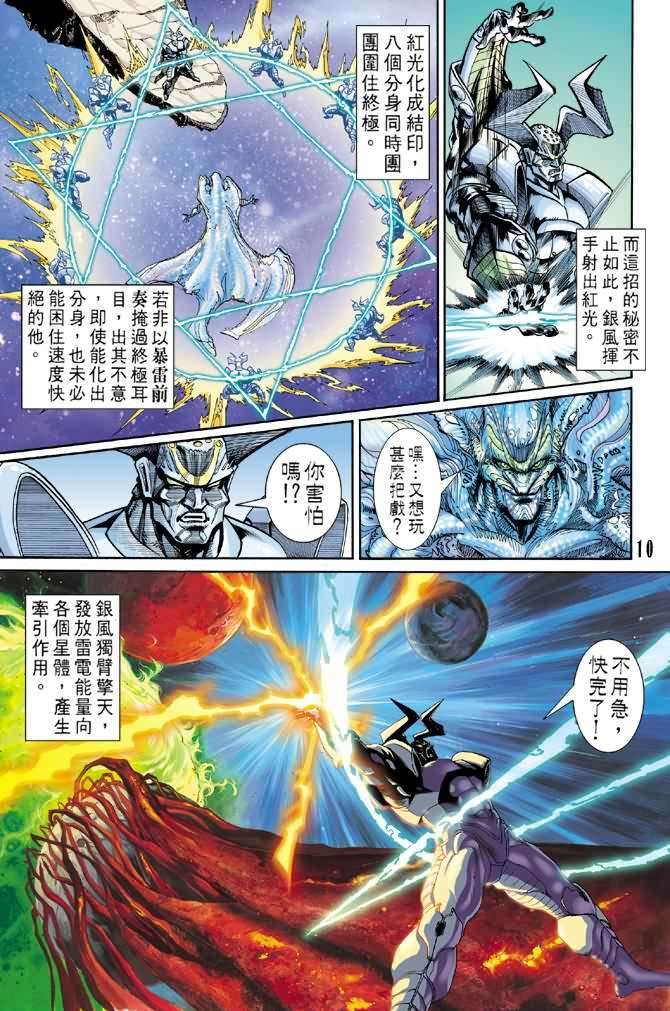 而這招的秘密不
止如此，銀風揮
手射出紅光。
紅光化成結印，
八個分身同時團
團圍住終極。
若非以暴雷前
奏掩過終極耳
目，出其不意
，即使能化出
分身，也未必
能困住速度快
絕的他。
嘿…又想玩
甚麼把戲？
你害怕
嗎!?
10
不用急，
快完了！
銀風獨臂擎天，
發放雷電能量向
各個星體，產生
牽引作用。